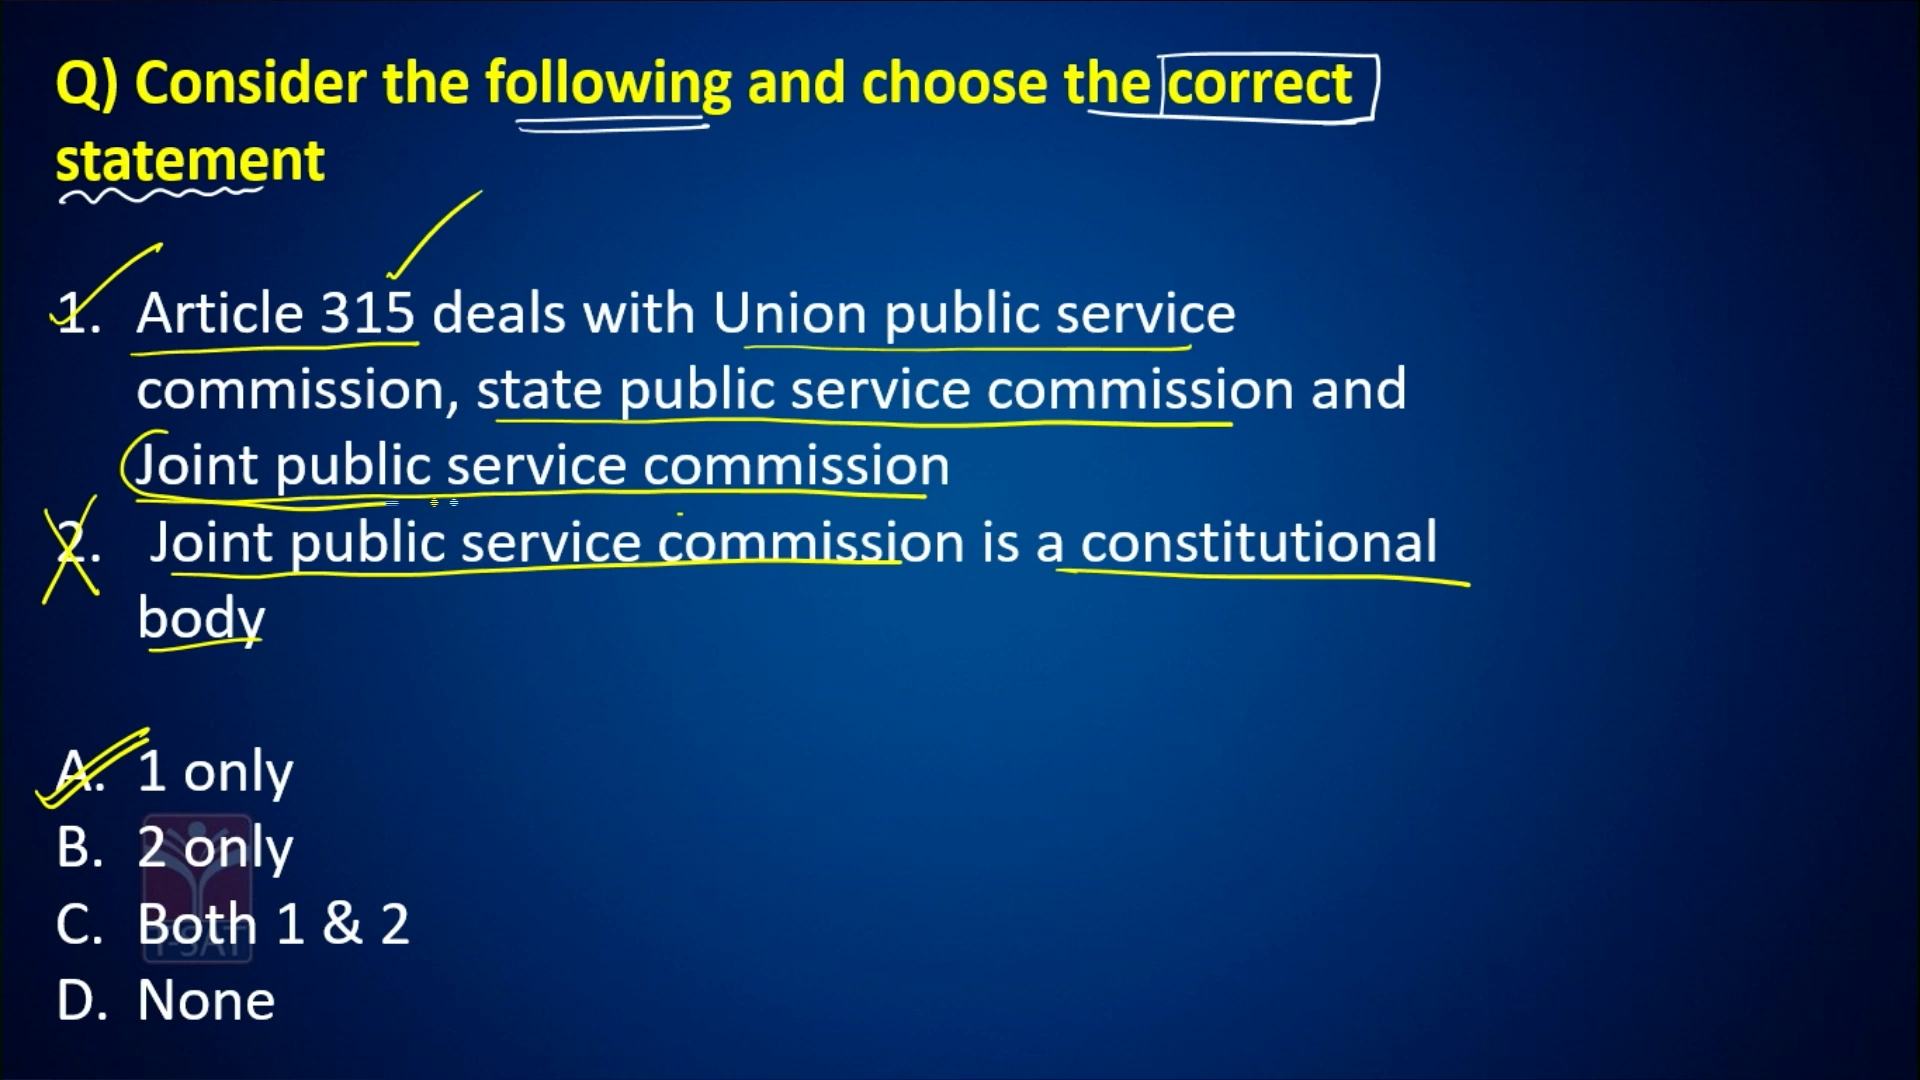 Q) Consider the following and choose the correct
statement
1. Article 315 deals with Union public service
commission, state public service commission and
Joint public service commission
2. Joint public service commission is a constitutional
body
A. 1 only
B. 2 only
C. Both 1 & 2
T-SAT
D. None